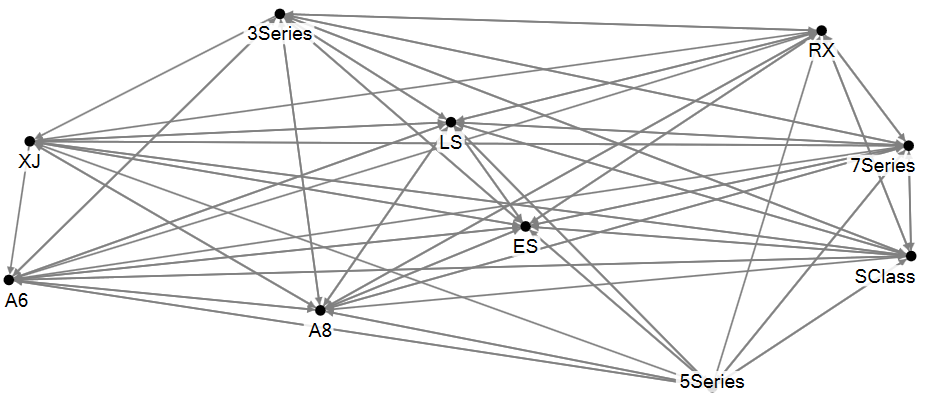 3Series
RX
LS
XJ
7Series
ES
SClass
A6
A8
5Series